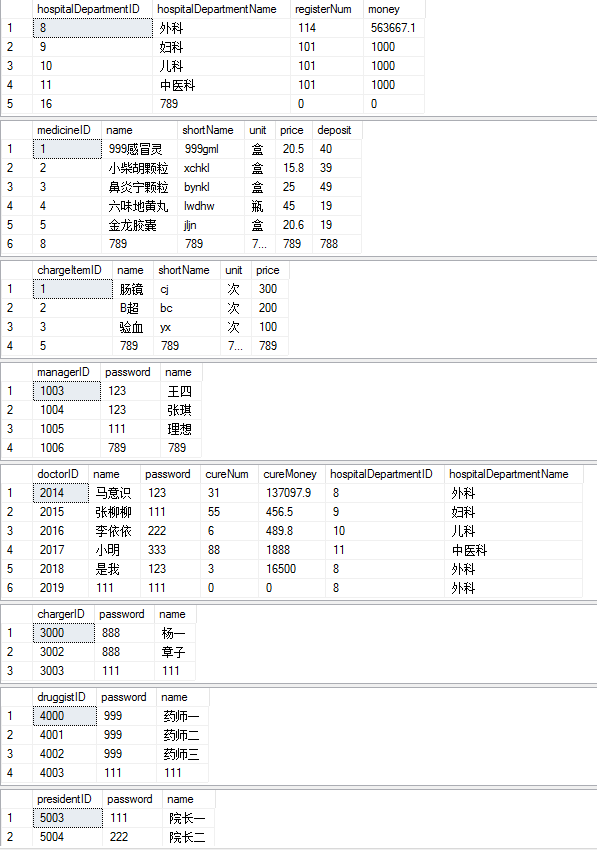 hospitalDepartmentID hospitalDepartmentName registerNum money
1 8 外科 114 563667.1
2 9 妇科 101 1000
3 10 儿科 101 1000
4 11 中医科 101 1000
5 16 789 0 0
medicineID name shortName unit price deposit
1 1 999感冒灵 999gml 盒 20.5 40
2 2 小柴胡颗粒 xchkl 盒 15.8 39
3 3 鼻炎宁颗粒 bynkl 盒 25 49
4 4 六味地黄丸 lwdhw 瓶 45 19
5 5 金龙胶囊 jljn 盒 20.6 19
6 8 789 789 7... 789 788
chargeItemID name shortName unit price
1 1 肠镜 cj 次 300
2 2 B超 bc 次 200
3 3 验血 yx 次 100
4 5 789 789 7... 789
managerID password name
1 1003 123 王四
2 1004 123 张琪
3 1005 111 理想
4 1006 789 789
doctorID name password cureNum cureMoney hospitalDepartmentID hospitalDepartmentName
1 2014 马意识 123 31 137097.9 8 外科
2 2015 张柳柳 111 55 456.5 9 妇科
3 2016 李依依 222 6 489.8 10 儿科
4 2017 小明 333 88 1888 11 中医科
5 2018 是我 123 3 16500 8 外科
6 2019 111 111 0 0 8 外科
chargerID password name
1 3000 888 杨一
2 3002 888 章子
3 3003 111 111
druggistID password name
1 4000 999 药师一
2 4001 999 药师二
3 4002 999 药师三
4 4003 111 111
presidentID password name
1 5003 111 院长一
2 5004 222 院长二